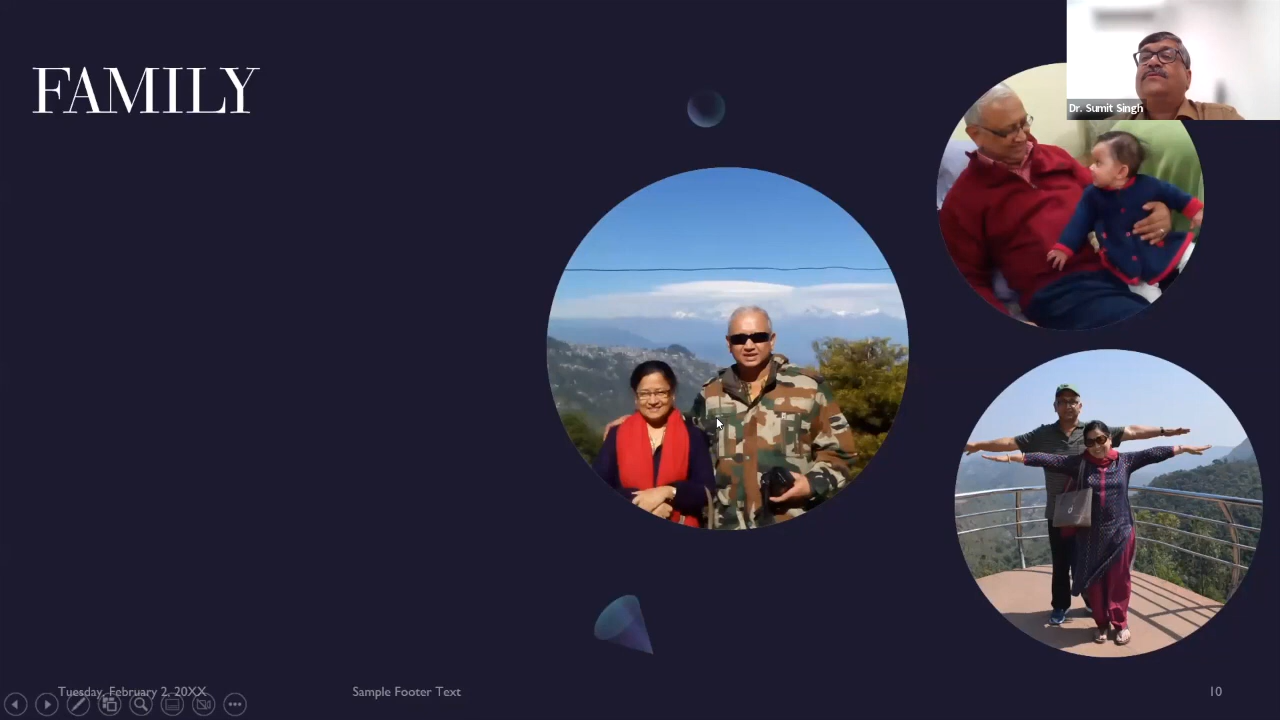 FAMILY
Dr. Sumit Singh
Tuesday, February 2, 20XX
Sample Footer Text
10